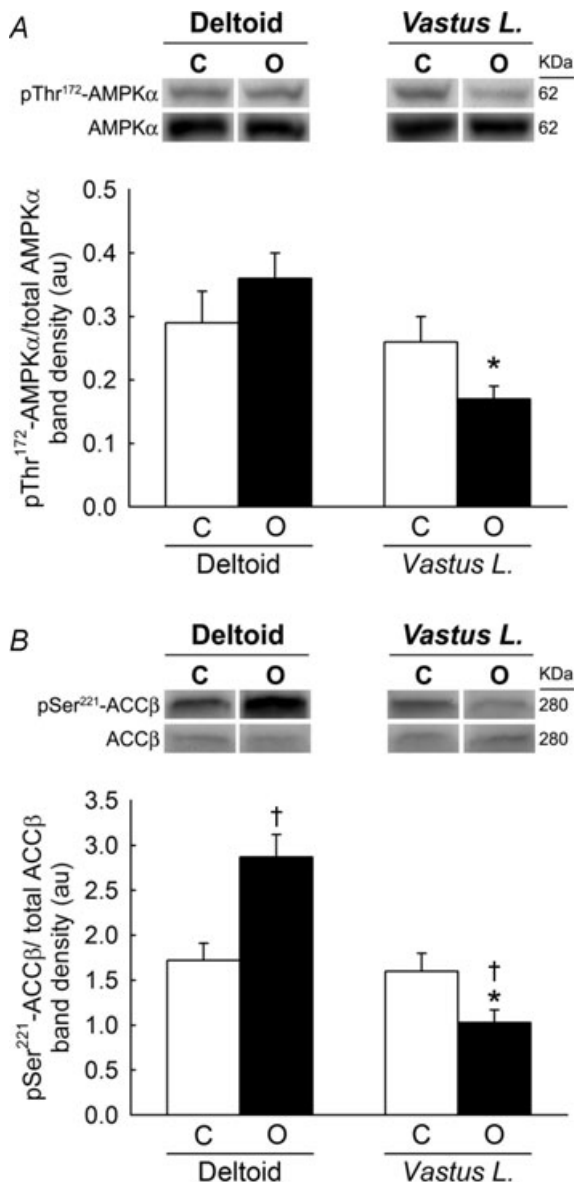 A
Deltoid Vastus L.
C O C O KDa
pThr¹⁷²-AMPKα 62
AMPKα 62
pThr¹⁷²-AMPKα/total AMPKα
band density (au)
0.5
0.4
0.3
0.2
0.1
0.0
*
C O C O
Deltoid Vastus L.
B
Deltoid Vastus L.
C O C O KDa
pSer²²¹-ACCβ 280
ACCβ 280
pSer²²¹-ACCβ/ total ACCβ
band density (au)
3.5
3.0
2.5
2.0
1.5
1.0
0.5
0.0
†
†
*
C O C O
Deltoid Vastus L.